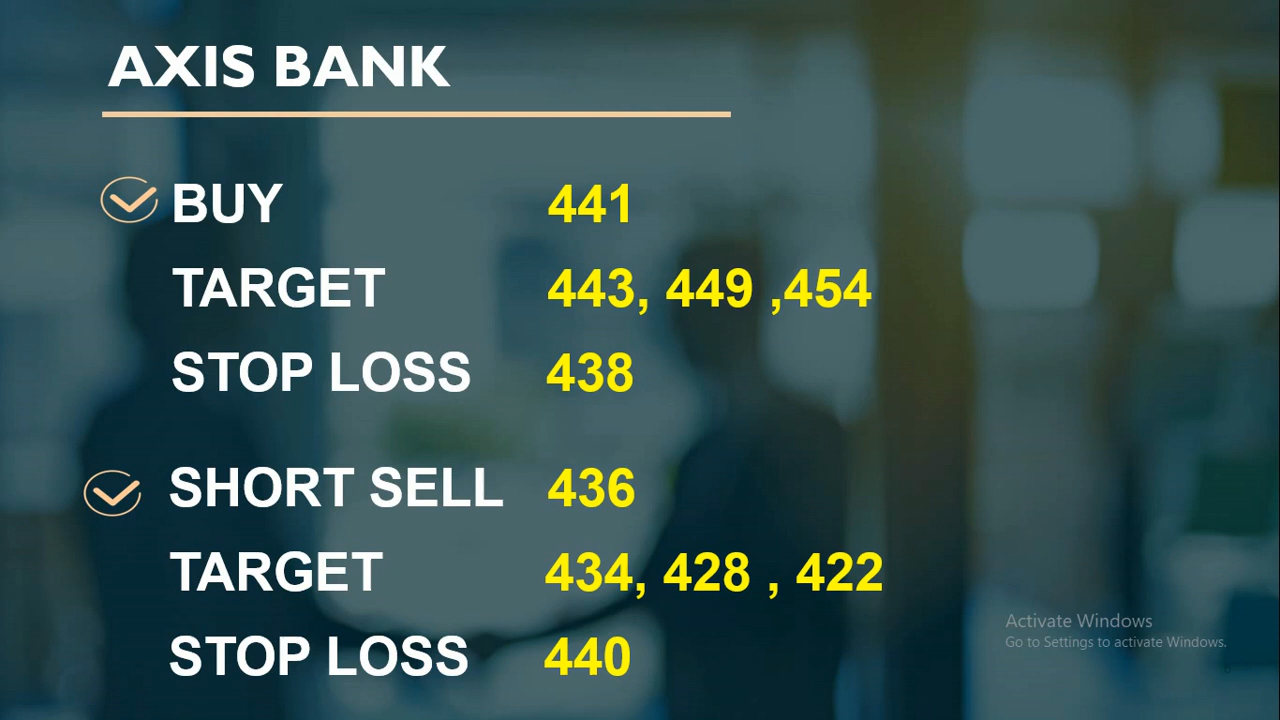 AXIS BANK
BUY 441
TARGET 443, 449 ,454
STOP LOSS 438
SHORT SELL 436
TARGET 434, 428 , 422
STOP LOSS 440
Activate Windows
Go to Settings to activate Windows.